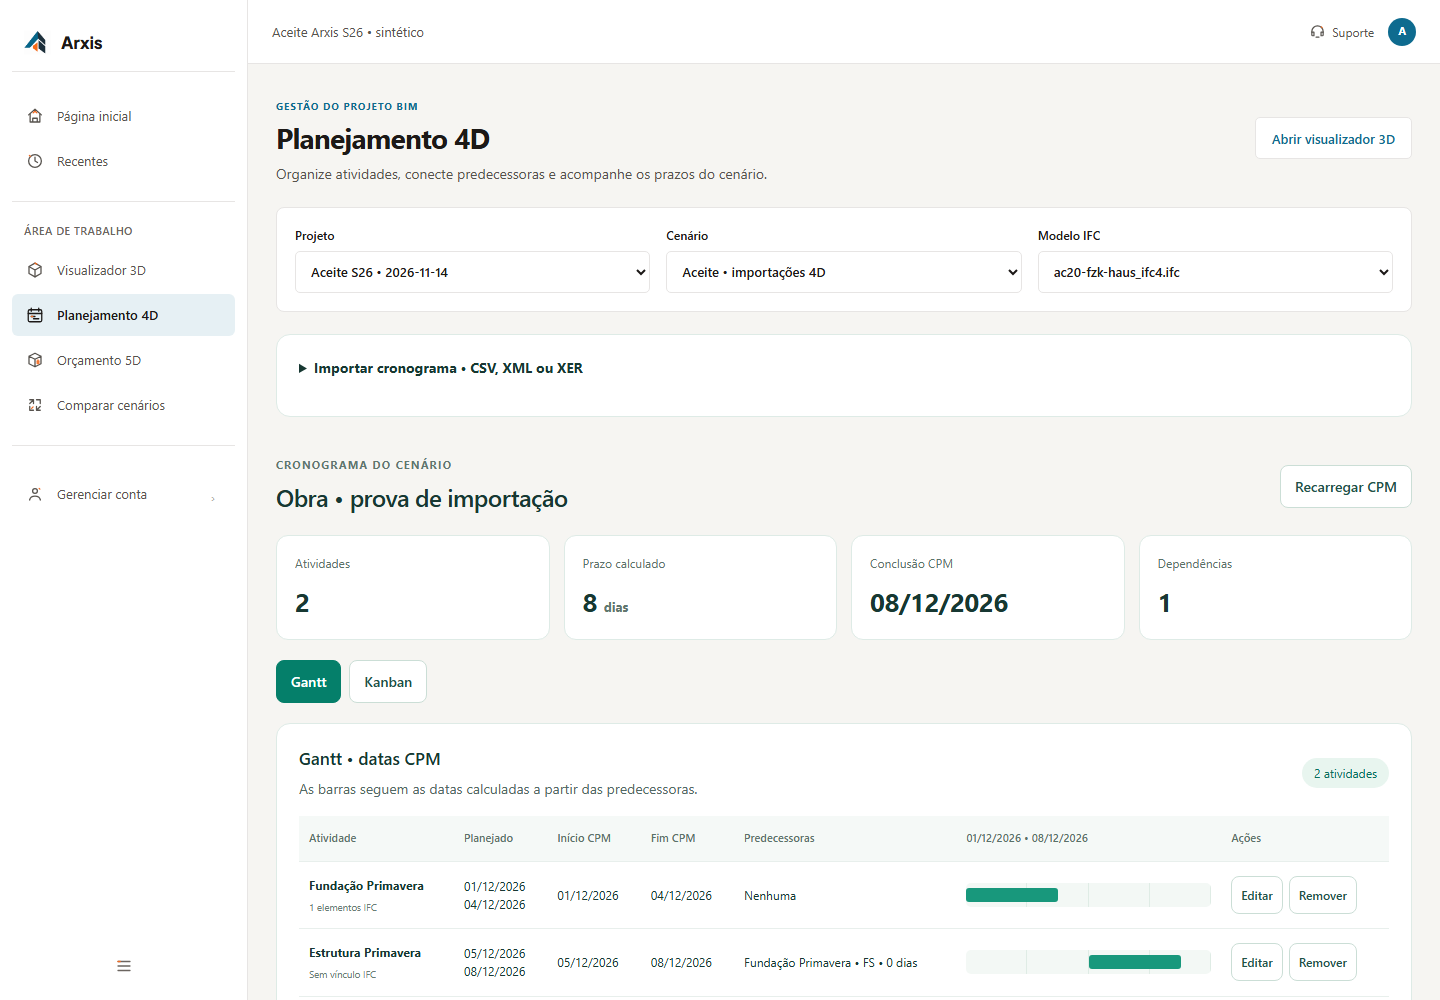 Arxis
Aceite Arxis S26 • sintético
Suporte
A
Página inicial
Recentes
ÁREA DE TRABALHO
Visualizador 3D
Planejamento 4D
Orçamento 5D
Comparar cenários
Gerenciar conta
GESTÃO DO PROJETO BIM
Planejamento 4D
Organize atividades, conecte predecessoras e acompanhe os prazos do cenário.
Abrir visualizador 3D
Projeto
Aceite S26 • 2026-11-14
Cenário
Aceite • importações 4D
Modelo IFC
ac20-fzk-haus_ifc4.ifc
Importar cronograma • CSV, XML ou XER
CRONOGRAMA DO CENÁRIO
Obra • prova de importação
Recarregar CPM
Atividades
2
Prazo calculado
8 dias
Conclusão CPM
08/12/2026
Dependências
1
Gantt
Kanban
Gantt • datas CPM
As barras seguem as datas calculadas a partir das predecessoras.
2 atividades
Atividade Planejado Início CPM Fim CPM Predecessoras 01/12/2026 • 08/12/2026 Ações
Fundação Primavera
1 elementos IFC
01/12/2026
04/12/2026
01/12/2026
04/12/2026
Nenhuma
Editar
Remover
Estrutura Primavera
Sem vínculo IFC
05/12/2026
08/12/2026
05/12/2026
08/12/2026
Fundação Primavera • FS • 0 dias
Editar
Remover